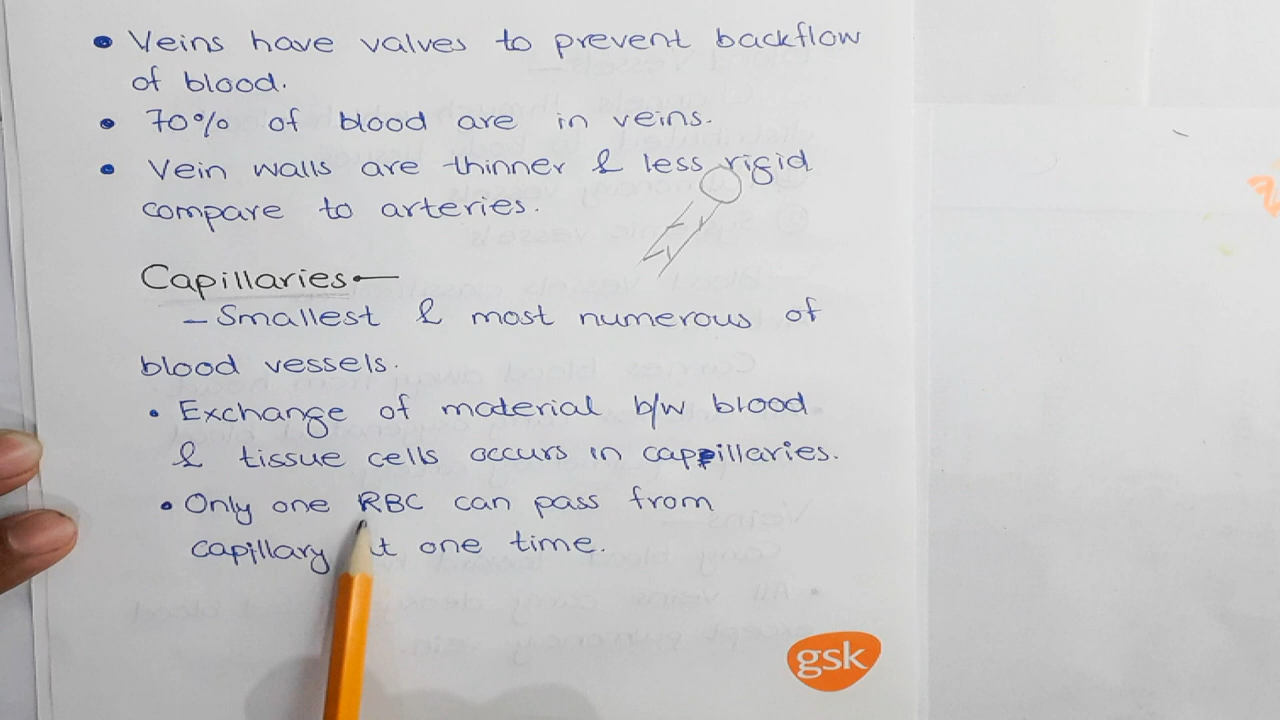 • Veins have valves to prevent backflow
of blood.
• 70% of blood are in veins.
• Vein walls are thinner & less rigid
compare to arteries.
Capillaries —
— Smallest & most numerous of
blood vessels.
• Exchange of material b/w blood
& tissue cells occurs in cappillaries.
• Only one RBC can pass from
capillary at one time.
gsk